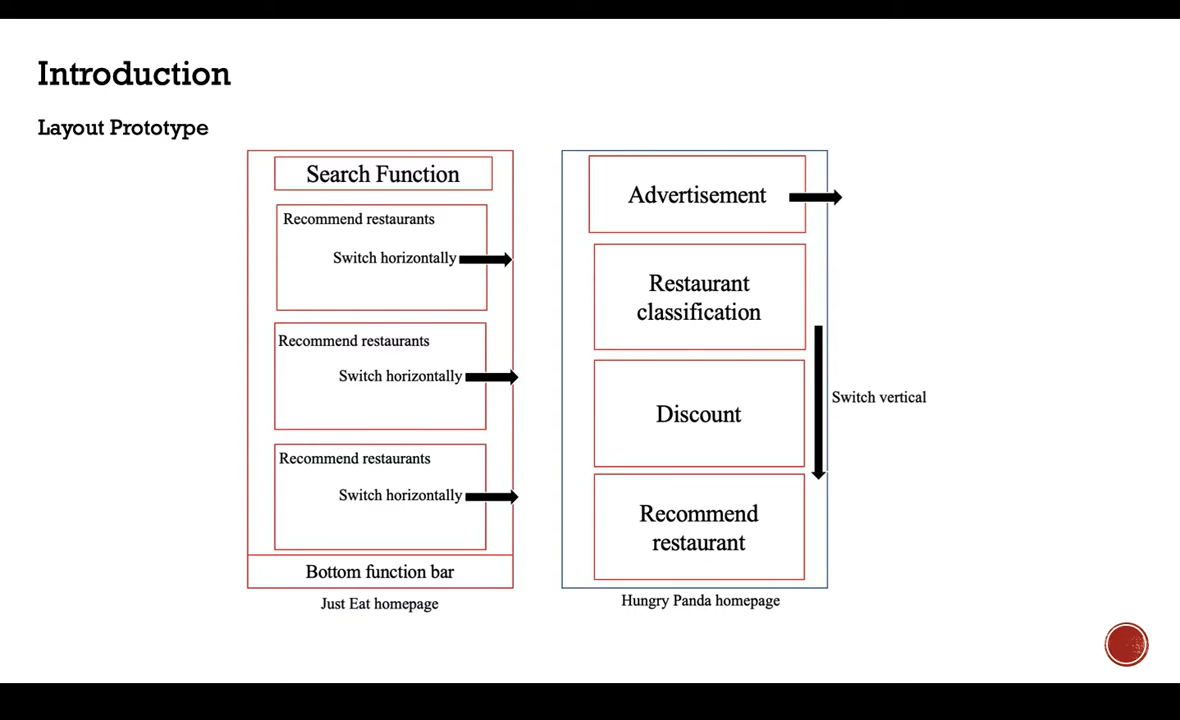 Introduction
Layout Prototype
Search Function
Recommend restaurants
Switch horizontally
Recommend restaurants
Switch horizontally
Recommend restaurants
Switch horizontally
Bottom function bar
Just Eat homepage
Advertisement
Restaurant
classification
Discount
Switch vertical
Recommend
restaurant
Hungry Panda homepage